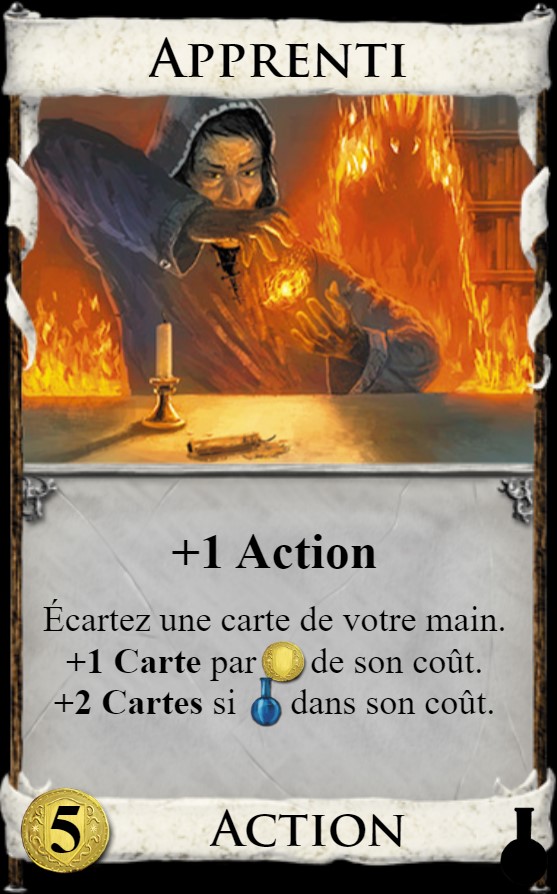 APPRENTI
+1 Action
Écartez une carte de votre main.
+1 Carte par de son coût.
+2 Cartes si dans son coût.
5 ACTION